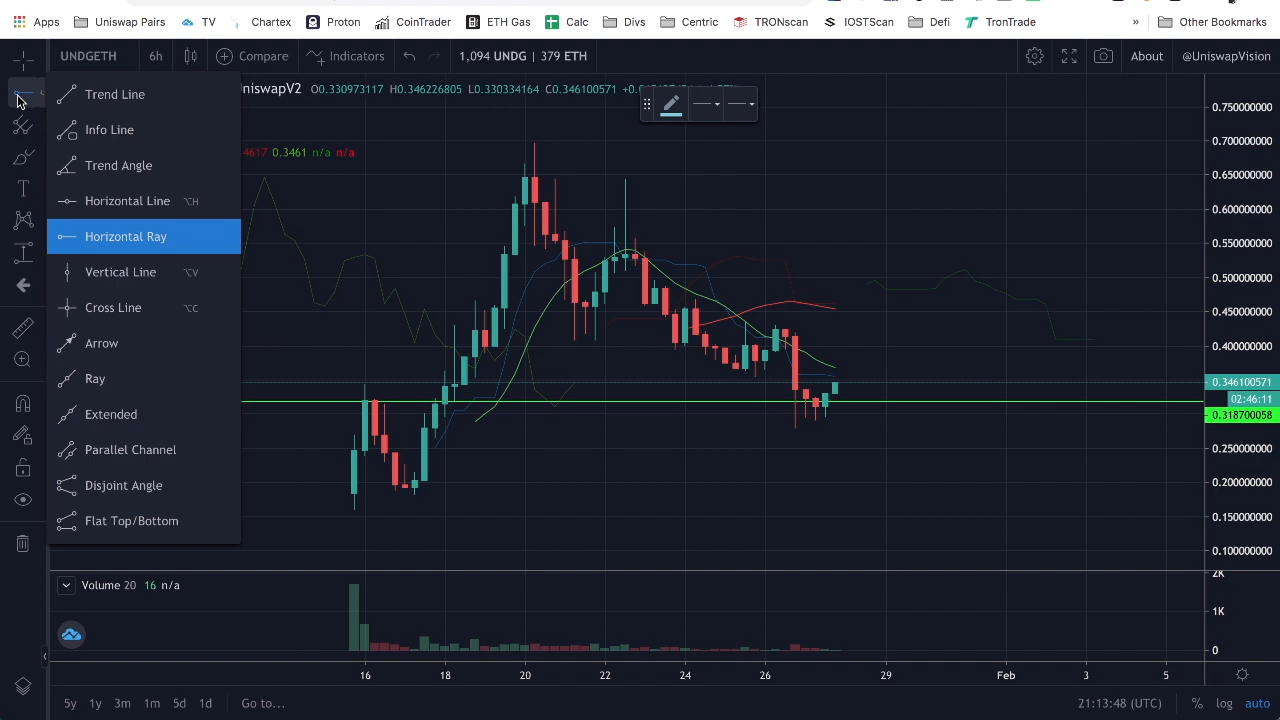 Apps Uniswap Pairs TV Chartex Proton CoinTrader ETH Gas Calc Divs Centric TRONscan IOSTScan Defi TronTrade » Other Bookmarks
UNDGETH 6h Compare Indicators 1,094 UNDG | 379 ETH About @UniswapVision
niswapV2 O0.330973117 H0.346226805 L0.330334164 C0.346100571
4617 0.3461 n/a n/a
Trend Line
Info Line
Trend Angle
Horizontal Line ⌥H
Horizontal Ray
Vertical Line ⌥V
Cross Line ⌥C
Arrow
Ray
Extended
Parallel Channel
Disjoint Angle
Flat Top/Bottom
0.750000000
0.700000000
0.650000000
0.600000000
0.550000000
0.500000000
0.450000000
0.400000000
0.346100571
02:46:11
0.318700058
0.250000000
0.200000000
0.150000000
0.100000000
Volume 20 16 n/a
2K
1K
0
16 18 20 22 24 26 29 Feb 3 5
5y 1y 3m 1m 5d 1d Go to... 21:13:48 (UTC) % log auto